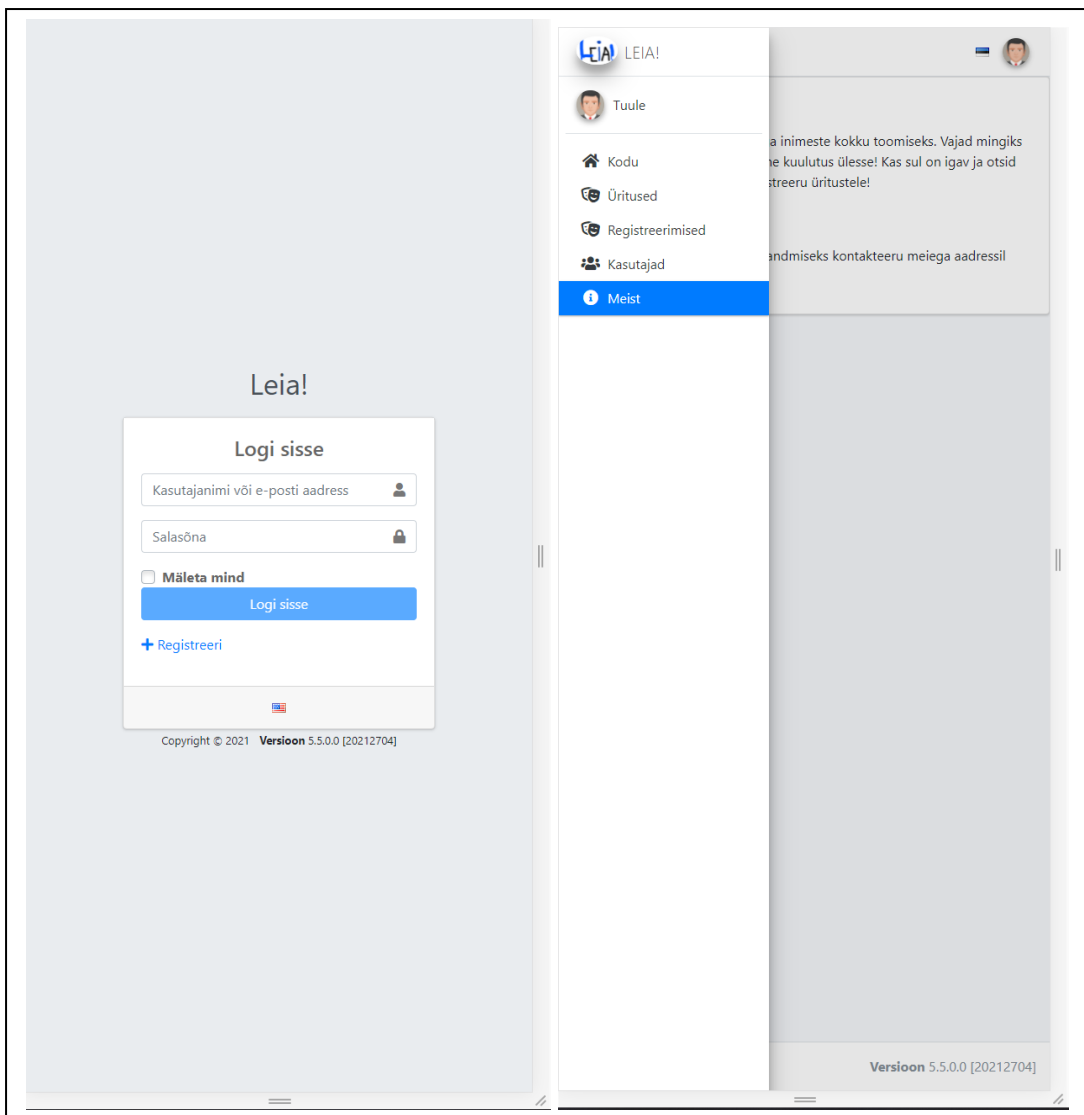 Leia!
Logi sisse
Kasutajanimi või e-posti aadress
Salasõna
Mäleta mind
Logi sisse
Registreeri
Copyright © 2021 Versioon 5.5.0.0 [20212704]
LEIA! LEIA!
Tuule
Kodu
Üritused
Registreerimised
Kasutajad
Meist
a inimeste kokku toomiseks. Vajad mingiks
ne kuulutus ülesse! Kas sul on igav ja otsid
streeru üritustele!
andmiseks kontakteeru meiega aadressil
Versioon 5.5.0.0 [20212704]